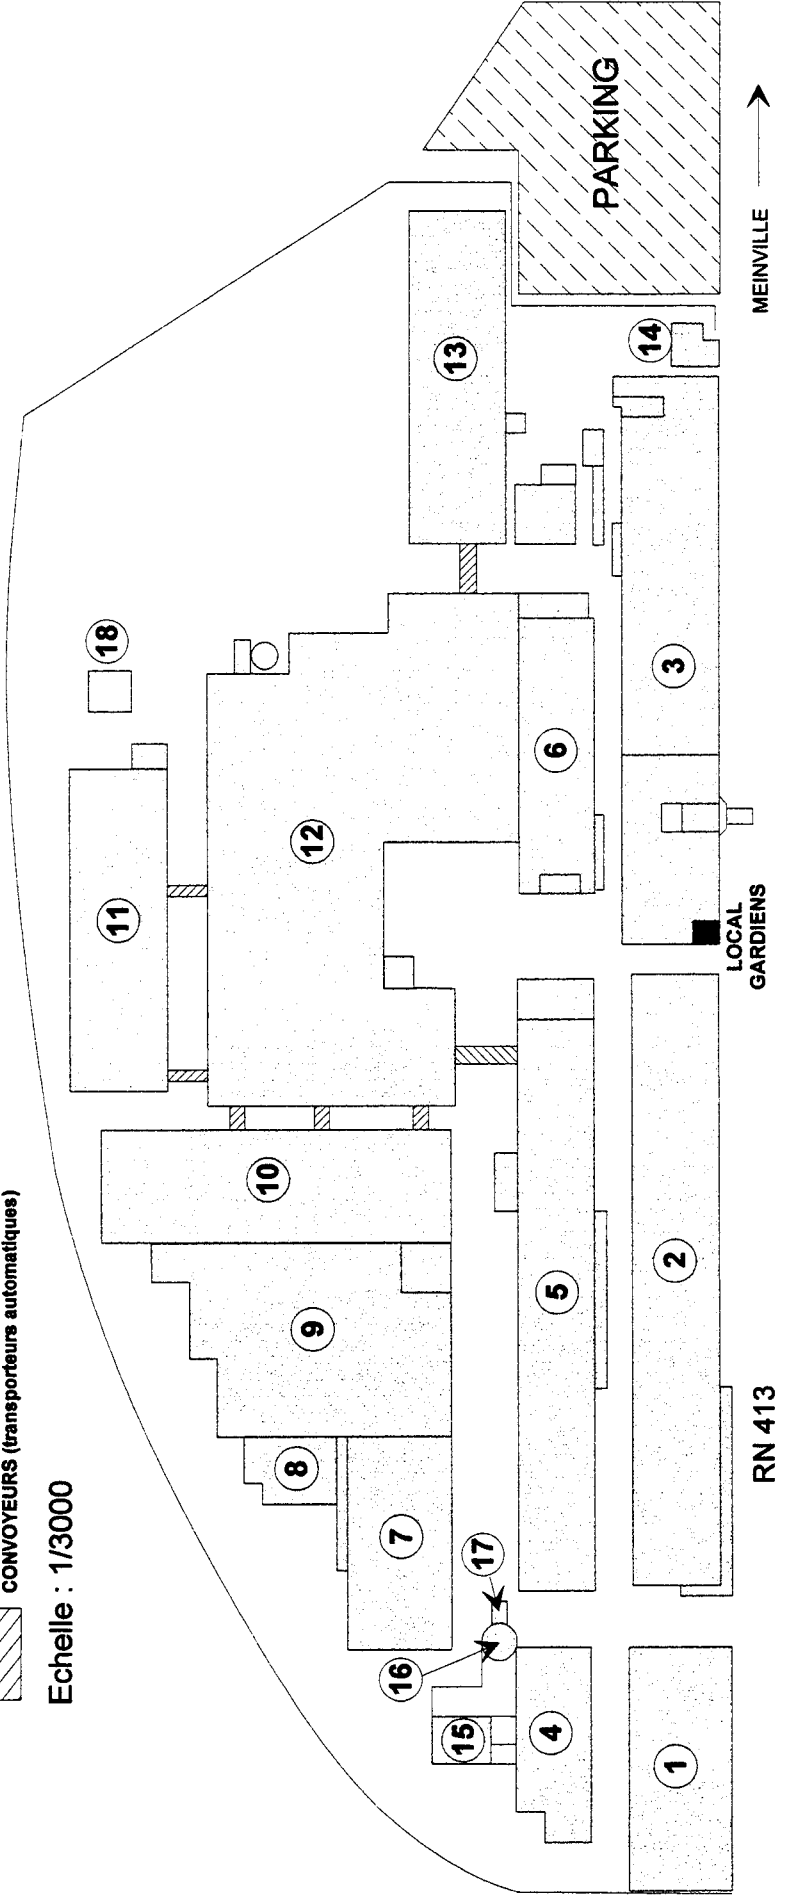 CONVOYEURS (transporteurs automatiques)
Echelle : 1/3000
11
18
10
12
9
8
13
7
16
17
15
5
6
4
PARKING
1
2
3
14
LOCAL
GARDIENS
RN 413
MEINVILLE